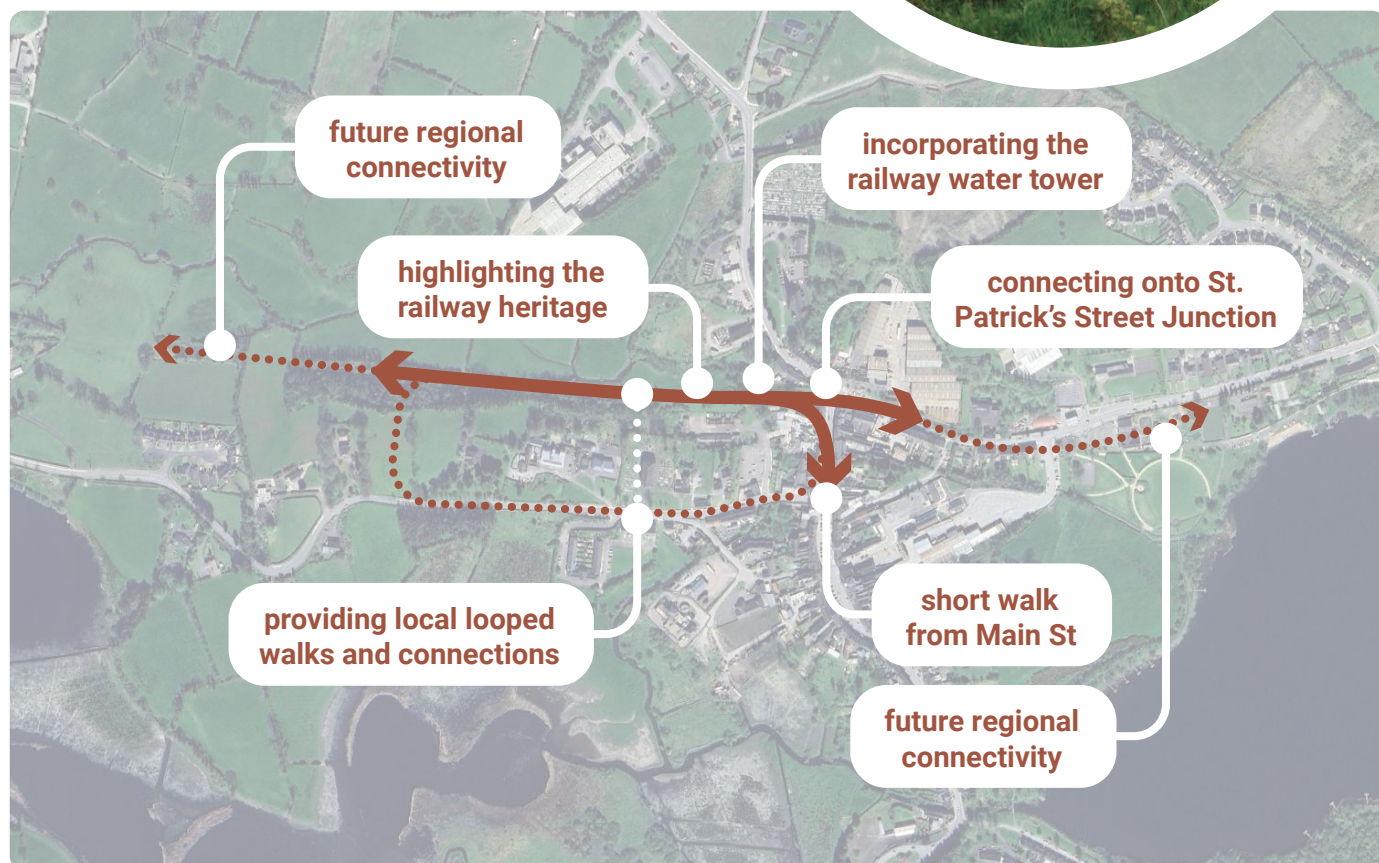 future regional
connectivity
incorporating the
railway water tower
highlighting the
railway heritage
connecting onto St.
Patrick’s Street Junction
providing local looped
walks and connections
short walk
from Main St
future regional
connectivity